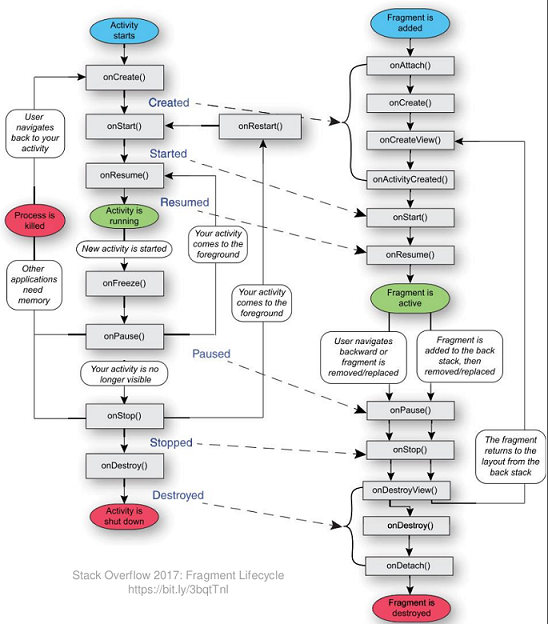 Activity
starts
onCreate()
Created
User
navigates
back to your
activity
onStart()
onRestart()
Started
onResume()
Resumed
Process is
killed
Activity is
running
New activity is started
Your activity
comes to the
foreground
Other
applications
need
memory
onFreeze()
Your activity
comes to the
foreground
onPause()
Paused
Your activity is no
longer visible
onStop()
Stopped
onDestroy()
Destroyed
Activity is
shut down
Fragment is
added
onAttach()
onCreate()
onCreateView()
onActivityCreated()
onStart()
onResume()
Fragment is
active
User navigates
backward or
fragment is
removed/replaced
Fragment is
added to the back
stack, then
removed/replaced
onPause()
onStop()
The fragment
returns to the
layout from the
back stack
onDestroyView()
onDestroy()
onDetach()
Fragment is
destroyed
Stack Overflow 2017: Fragment Lifecycle
https://bit.ly/3bqtTnI